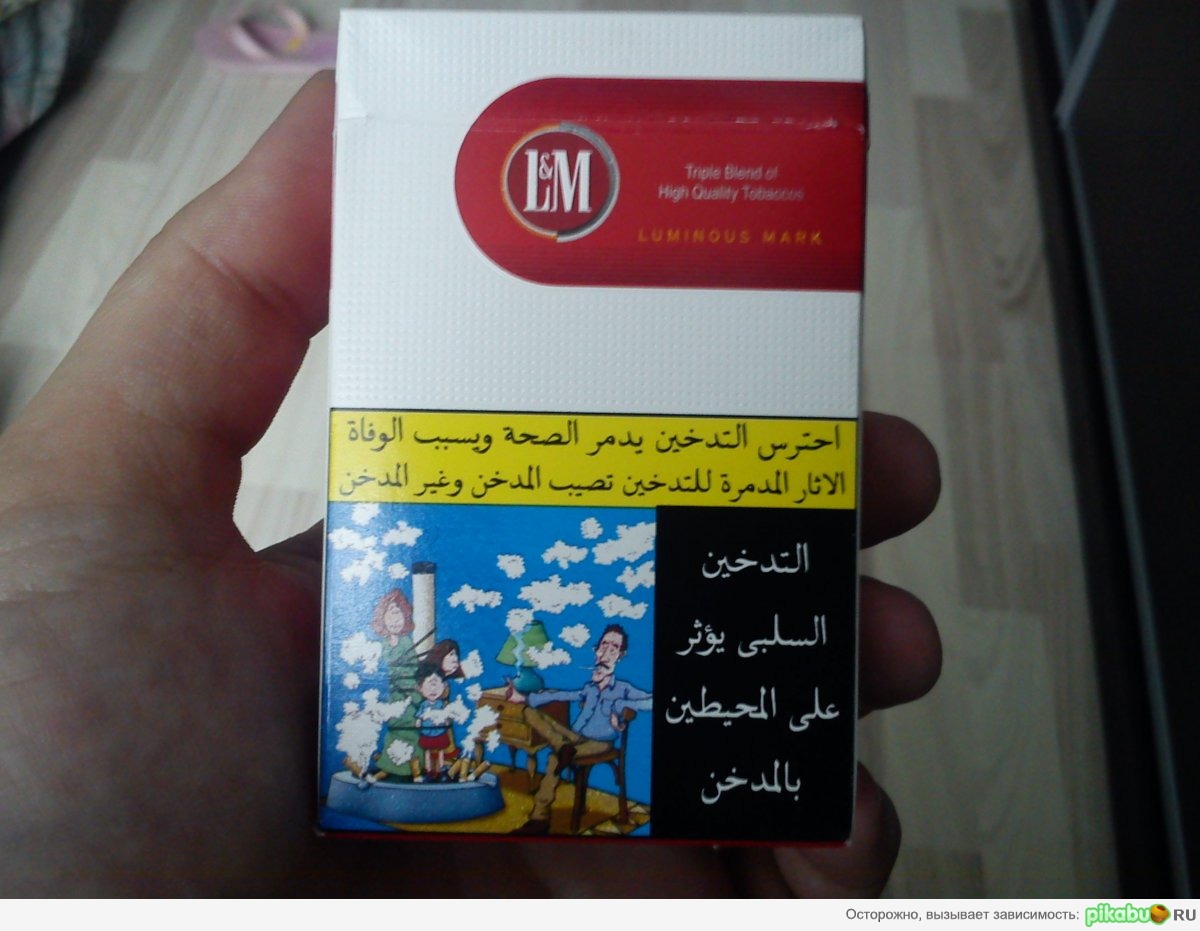 L&M
Triple Blend of
High Quality Tobaccos
LUMINOUS MARK
احترس التدخين يدمر الصحة ويسبب الوفاة
الاثار المدمرة للتدخين تصيب المدخن وغير المدخن
التدخين
السلبى يؤثر
على المحيطين
بالمدخن
Осторожно, вызывает зависимость: pikabu RU